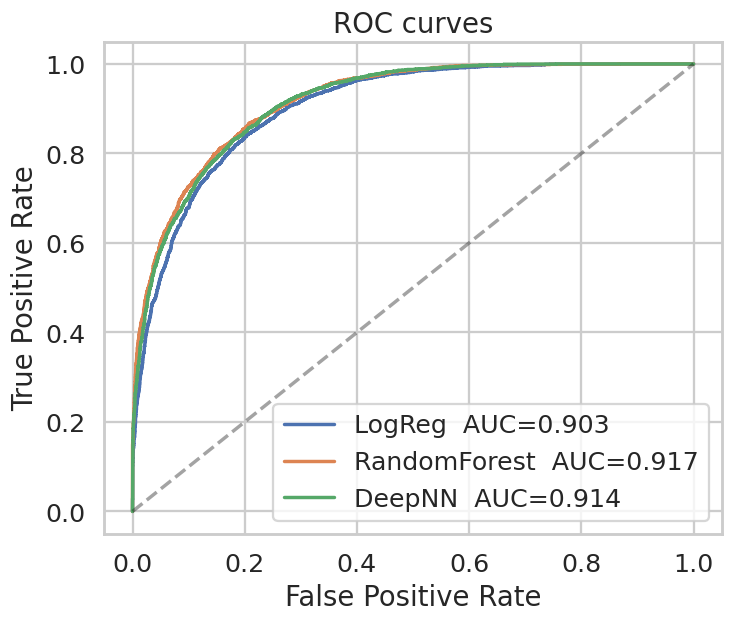 ROC curves
1.0
0.8
0.6
0.4
0.2
0.0
True Positive Rate
LogReg AUC=0.903
RandomForest AUC=0.917
DeepNN AUC=0.914
0.0 0.2 0.4 0.6 0.8 1.0
False Positive Rate